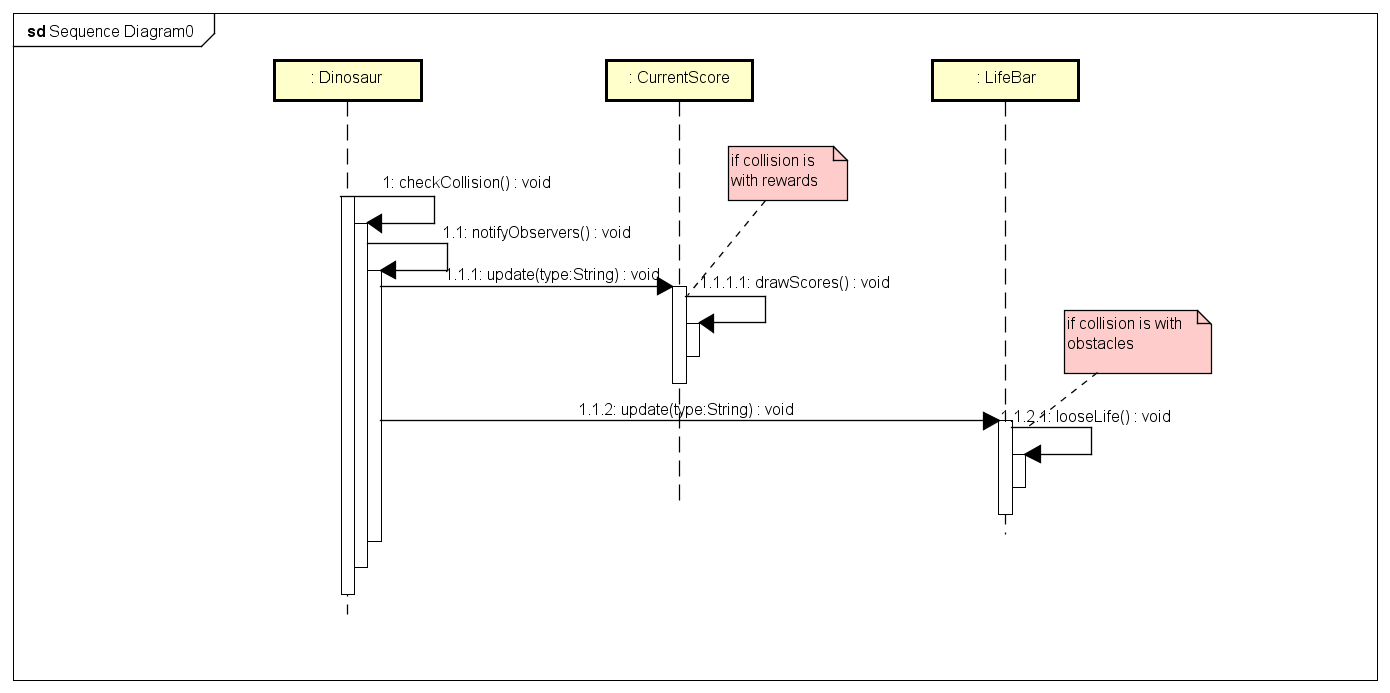 sd Sequence Diagram0
: Dinosaur
: CurrentScore
: LifeBar
if collision is
with rewards
1: checkCollision() : void
1.1: notifyObservers() : void
1.1.1: update(type:String) : void
1.1.1.1: drawScores() : void
if collision is with
obstacles
1.1.2: update(type:String) : void
1.1.2.1: looseLife() : void